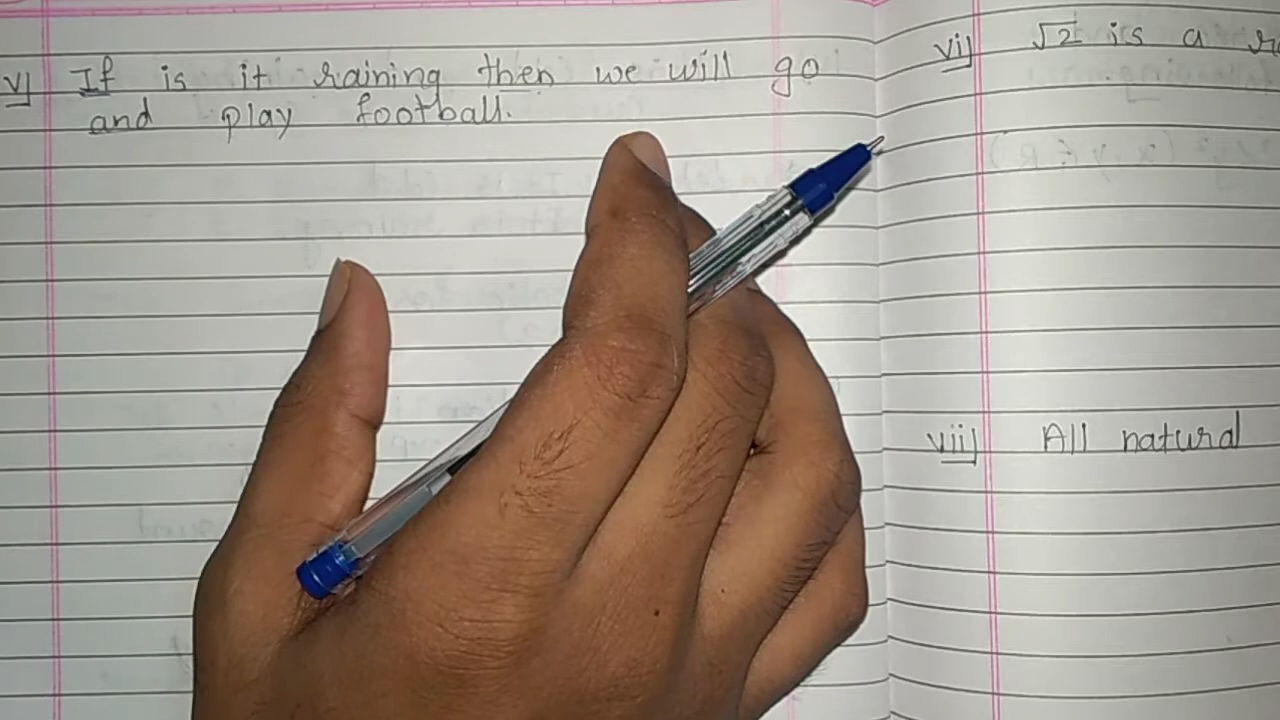 v) If is it raining then we will go
and play football.
vi) √2 is a
vii) All natural